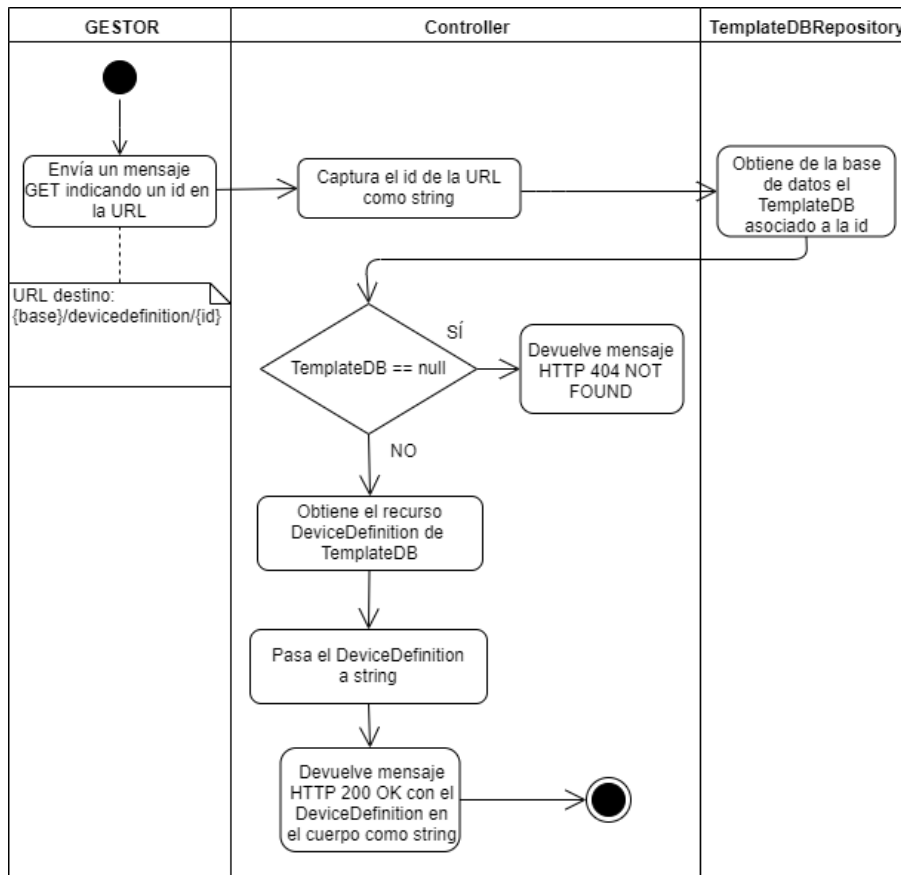 GESTOR
Controller
TemplateDBRepository
Envía un mensaje
GET indicando un id en
la URL
Captura el id de la URL
como string
Obtiene de la base
de datos el
TemplateDB
asociado a la id
URL destino:
{base}/devicedefinition/{id}
TemplateDB == null
SÍ
Devuelve mensaje
HTTP 404 NOT
FOUND
NO
Obtiene el recurso
DeviceDefinition de
TemplateDB
Pasa el DeviceDefinition
a string
Devuelve mensaje
HTTP 200 OK con el
DeviceDefinition en
el cuerpo como string